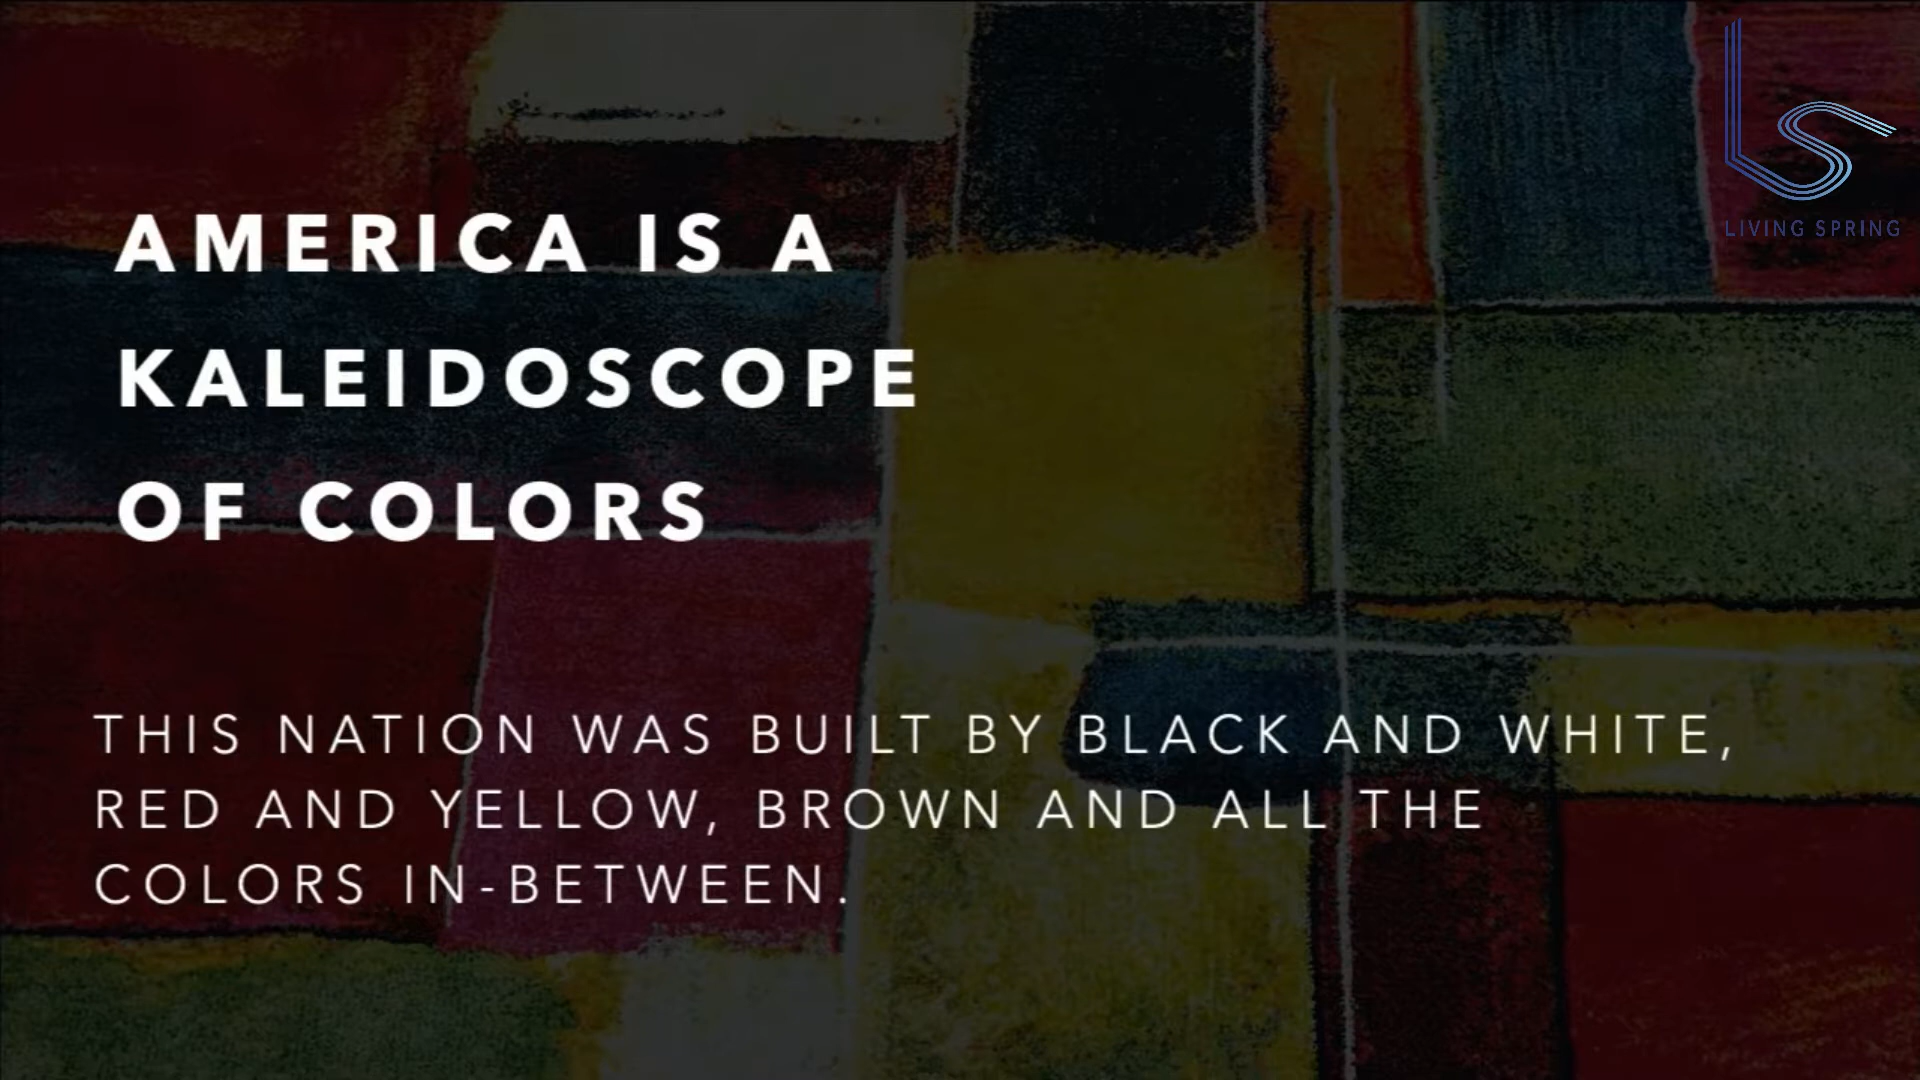 LIVING SPRING
AMERICA IS A
KALEIDOSCOPE
OF COLORS
THIS NATION WAS BUILT BY BLACK AND WHITE,
RED AND YELLOW, BROWN AND ALL THE
COLORS IN-BETWEEN.